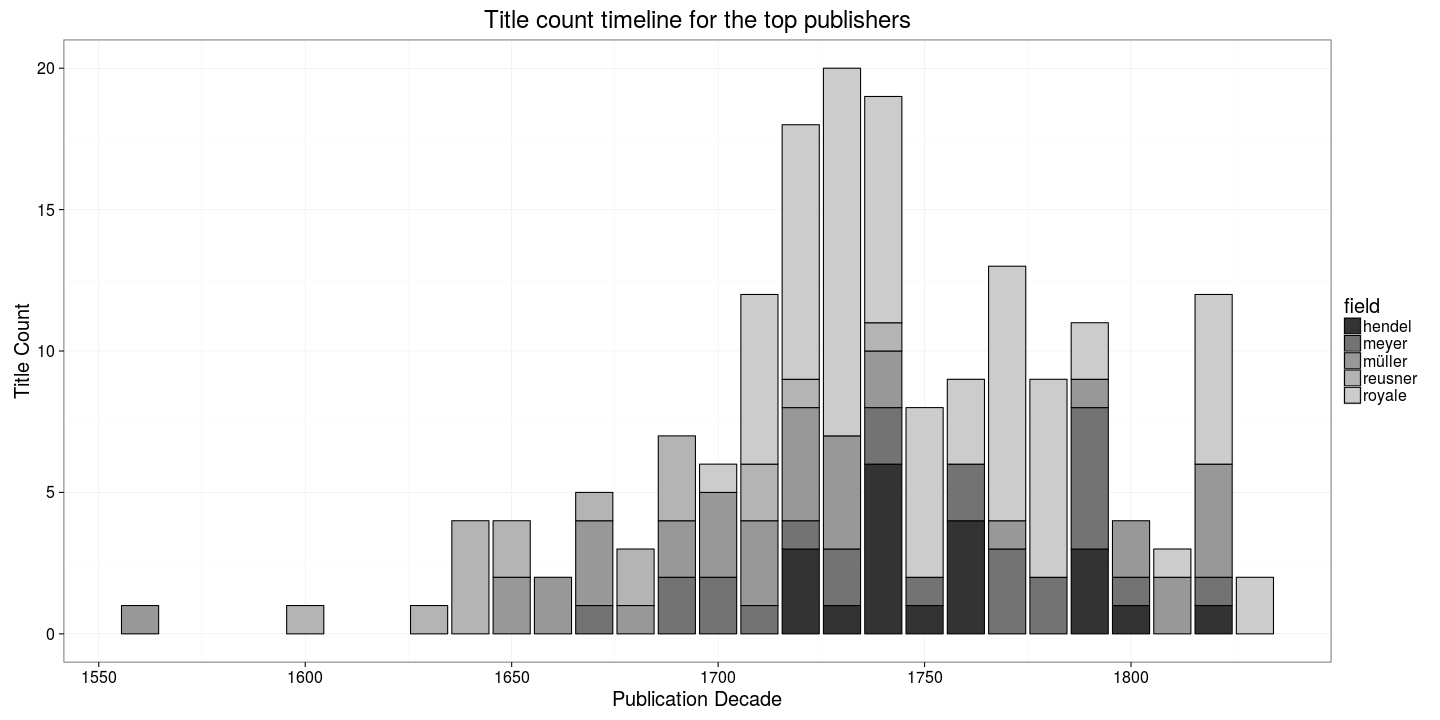 Title count timeline for the top publishers
20
15
10
5
0
Title Count
1550 1600 1650 1700 1750 1800
Publication Decade
field
hendel
meyer
müller
reusner
royale